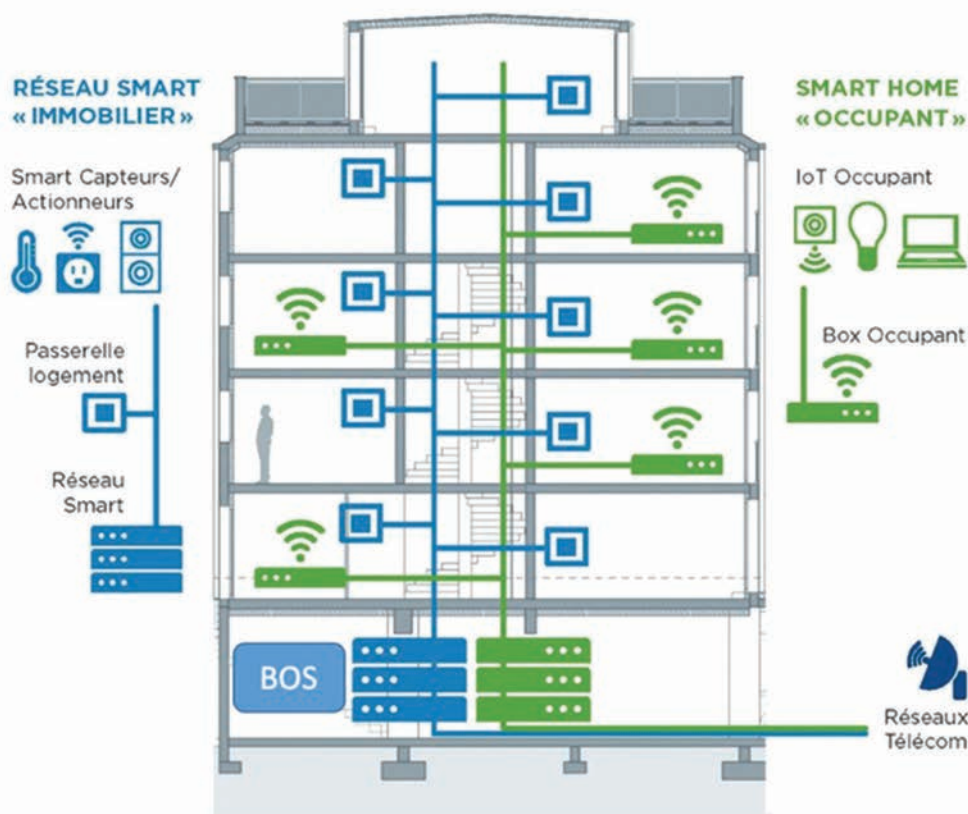 RÉSEAU SMART
« IMMOBILIER »
Smart Capteurs/
Actionneurs
Passerelle
logement
Réseau
Smart
BOS
SMART HOME
« OCCUPANT »
IoT Occupant
Box Occupant
Réseaux
Télécom